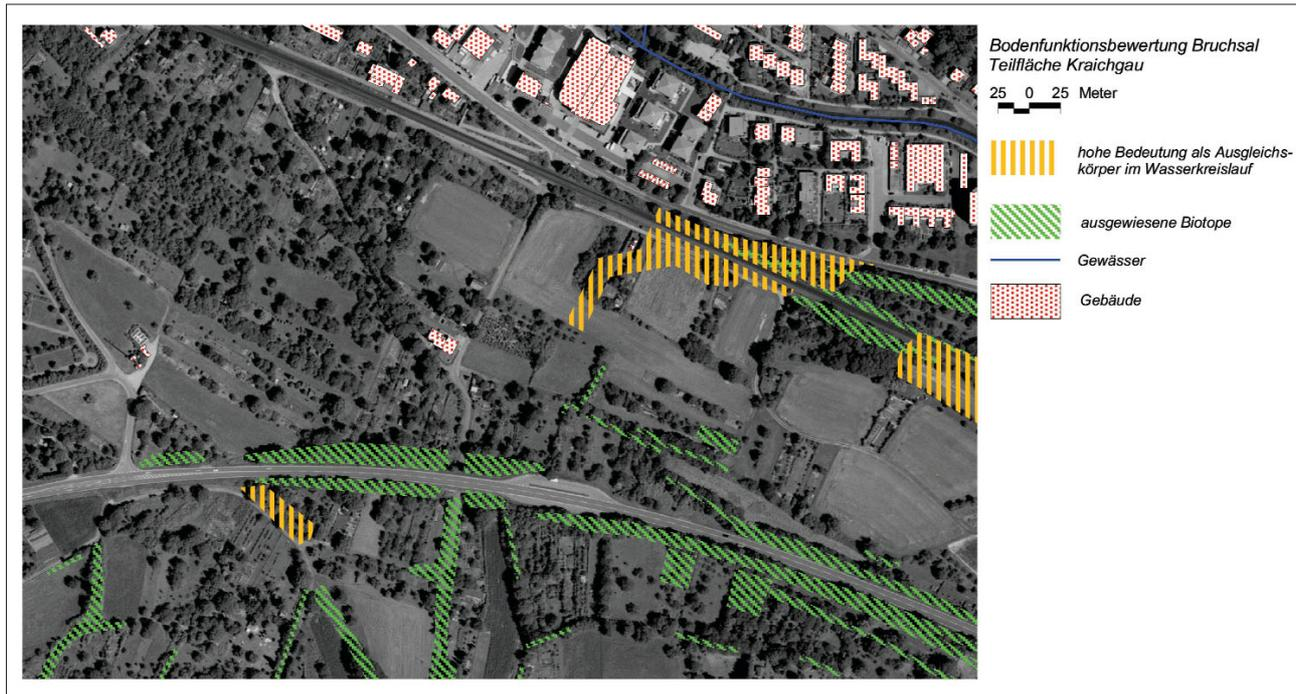 Bodenfunktionsbewertung Bruchsal
Teilfläche Kraichgau
25 0 25 Meter
hohe Bedeutung als Ausgleichs-
körper im Wasserkreislauf
ausgewiesene Biotope
Gewässer
Gebäude